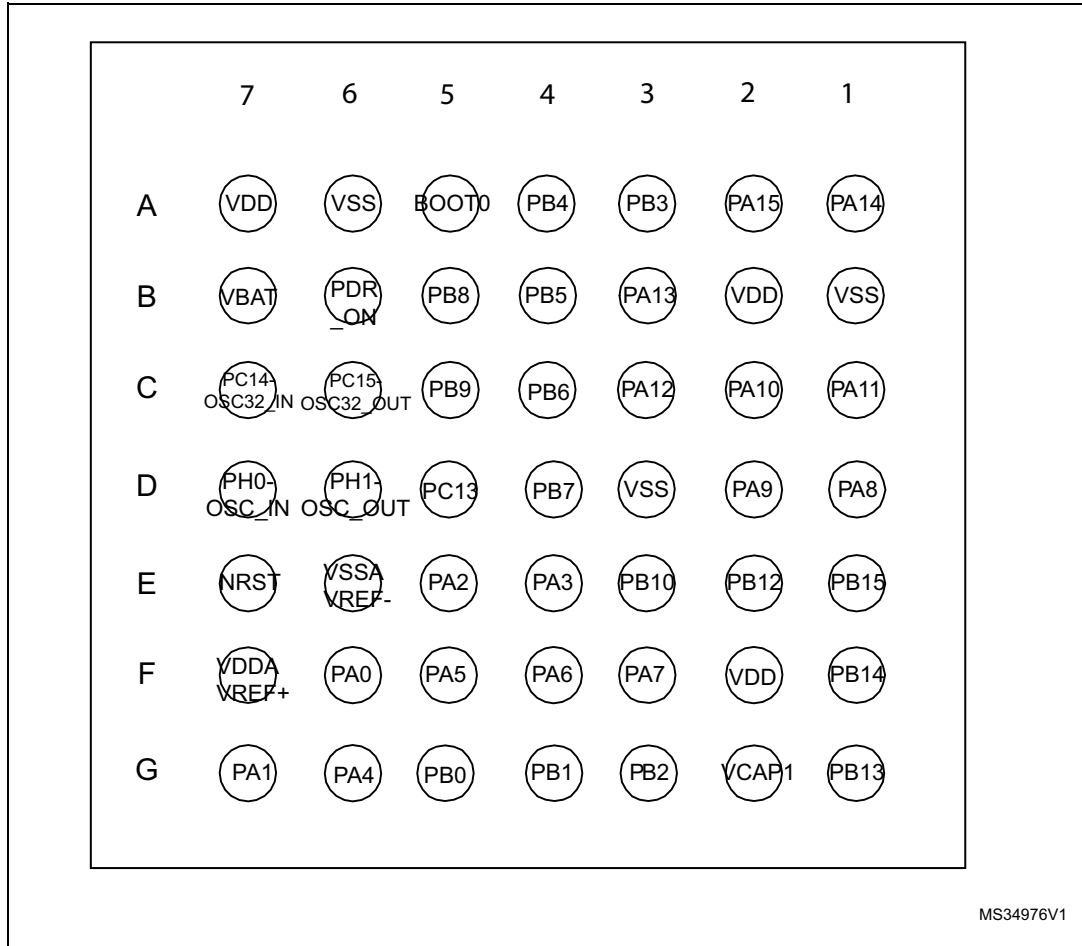 7 6 5 4 3 2 1
A VDD VSS BOOT0 PB4 PB3 PA15 PA14
B VBAT PDR PB8 PB5 PA13 VDD VSS
_ON
PC14- PC15-
C OSC32_IN OSC32_OUT PB9 PB6 PA12 PA10 PA11
PH0- PH1-
D OSC_IN OSC_OUT PC13 PB7 VSS PA9 PA8
E NRST VSSA PA2 PA3 PB10 PB12 PB15
VREF-
F VDDA PA0 PA5 PA6 PA7 VDD PB14
VREF+
G PA1 PA4 PB0 PB1 PB2 VCAP1 PB13
MS34976V1